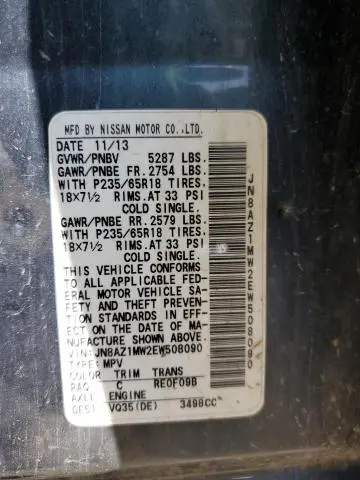 MFD BY NISSAN MOTOR CO.,LTD.
DATE 11/13
GVWR/PNBV 5287 LBS.
GAWR/PNBE FR. 2754 LBS.
WITH P235/65R18 TIRES,
18X7½ RIMS. AT 33 PSI
COLD SINGLE.
GAWR/PNBE RR. 2579 LBS.
WITH P235/65R18 TIRES,
18X7½ RIMS. AT 33 PSI
COLD SINGLE.
THIS VEHICLE CONFORMS
TO ALL APPLICABLE FED-
ERAL MOTOR VEHICLE SA-
FETY AND THEFT PREVEN-
TION STANDARDS IN EFF-
ECT ON THE DATE OF MA-
NUFACTURE SHOWN ABOVE.
VIN:JN8AZ1MW2EW508090
TYPE: MPV
COLOR TRIM TRANS
RAQ C RE0F09B
AXLE ENGINE
GF51 VQ35(DE) 3498CC
JN8AZ1MW2EW508090